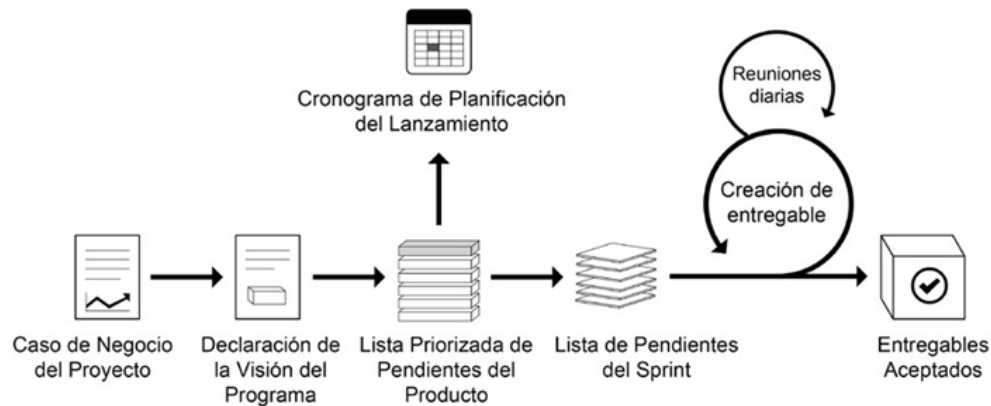 Cronograma de Planificación
del Lanzamiento
Reuniones
diarias
Creación de
entregable
Caso de Negocio
del Proyecto
Declaración de
la Visión del
Programa
Lista Priorizada de
Pendientes del
Producto
Lista de Pendientes
del Sprint
Entregables
Aceptados